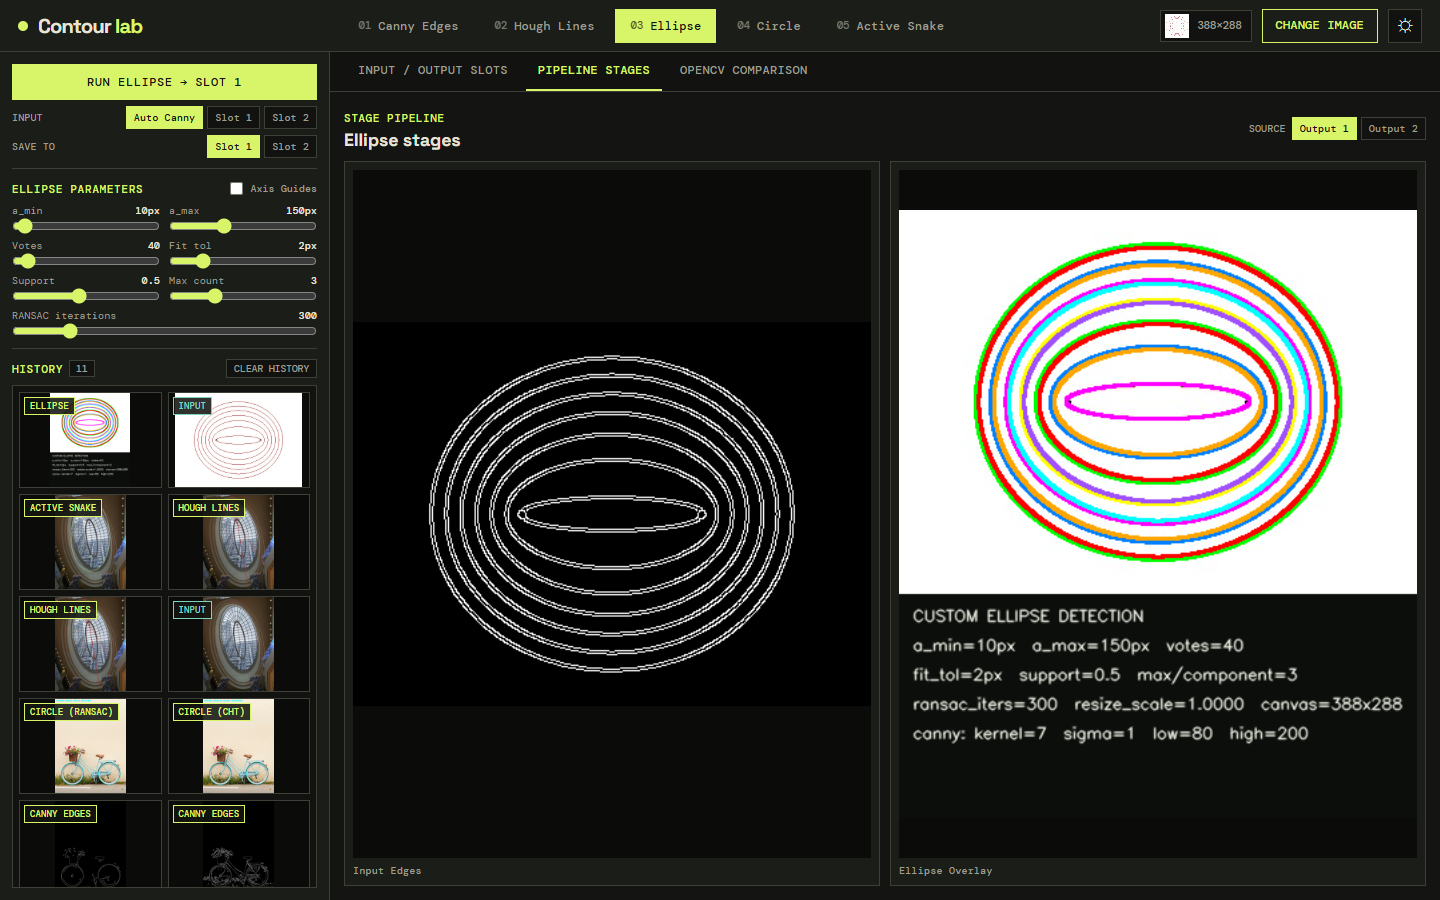 Contour lab
01 Canny Edges
02 Hough Lines
03 Ellipse
04 Circle
05 Active Snake
388×288
CHANGE IMAGE
RUN ELLIPSE → SLOT 1
INPUT
Auto Canny
Slot 1
Slot 2
SAVE TO
Slot 1
Slot 2
ELLIPSE PARAMETERS
Axis Guides
a_min 10px
a_max 150px
Votes 40
Fit tol 2px
Support 0.5
Max count 3
RANSAC iterations 300
HISTORY 11
CLEAR HISTORY
ELLIPSE
INPUT
ACTIVE SNAKE
HOUGH LINES
HOUGH LINES
INPUT
CIRCLE (RANSAC)
CIRCLE (CHT)
CANNY EDGES
CANNY EDGES
INPUT / OUTPUT SLOTS
PIPELINE STAGES
OPENCV COMPARISON
STAGE PIPELINE
Ellipse stages
SOURCE
Output 1
Output 2
Input Edges
CUSTOM ELLIPSE DETECTION
a_min=10px a_max=150px votes=40
fit_tol=2px support=0.5 max/component=3
ransac_iters=300 resize_scale=1.0000 canvas=388x288
canny: kernel=7 sigma=1 low=80 high=200
Ellipse Overlay